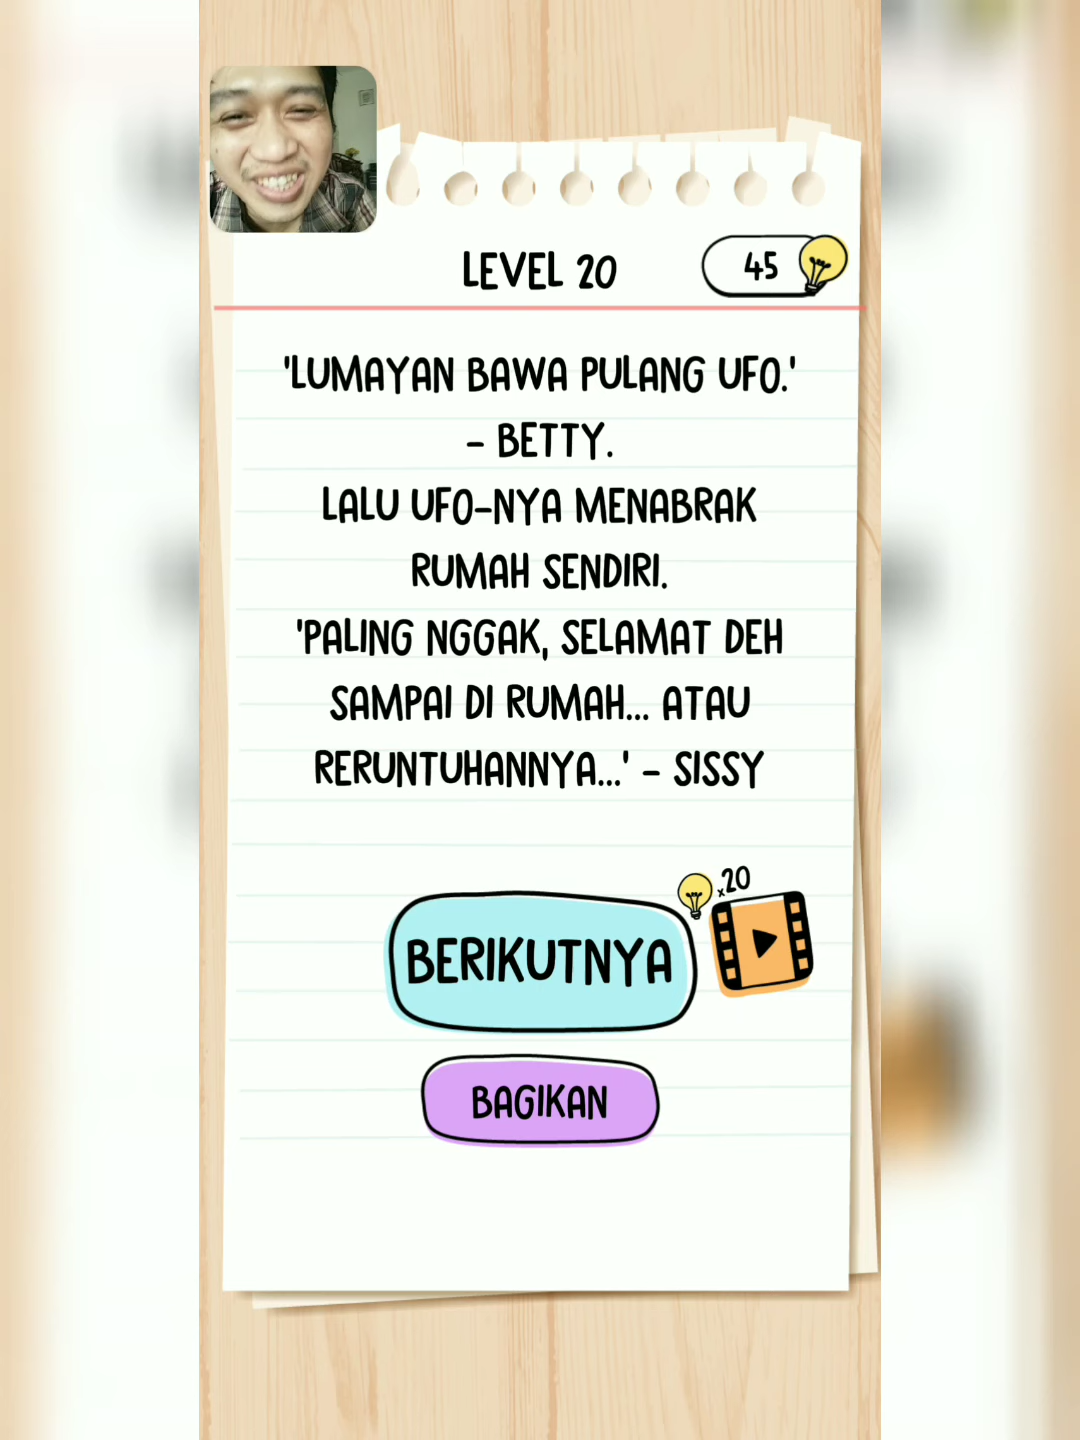 LEVEL 20
45
'LUMAYAN BAWA PULANG UFO.'
- BETTY.
LALU UFO-NYA MENABRAK
RUMAH SENDIRI.
'PALING NGGAK, SELAMAT DEH
SAMPAI DI RUMAH... ATAU
RERUNTUHANNYA...' - SISSY
x20
BERIKUTNYA
BAGIKAN